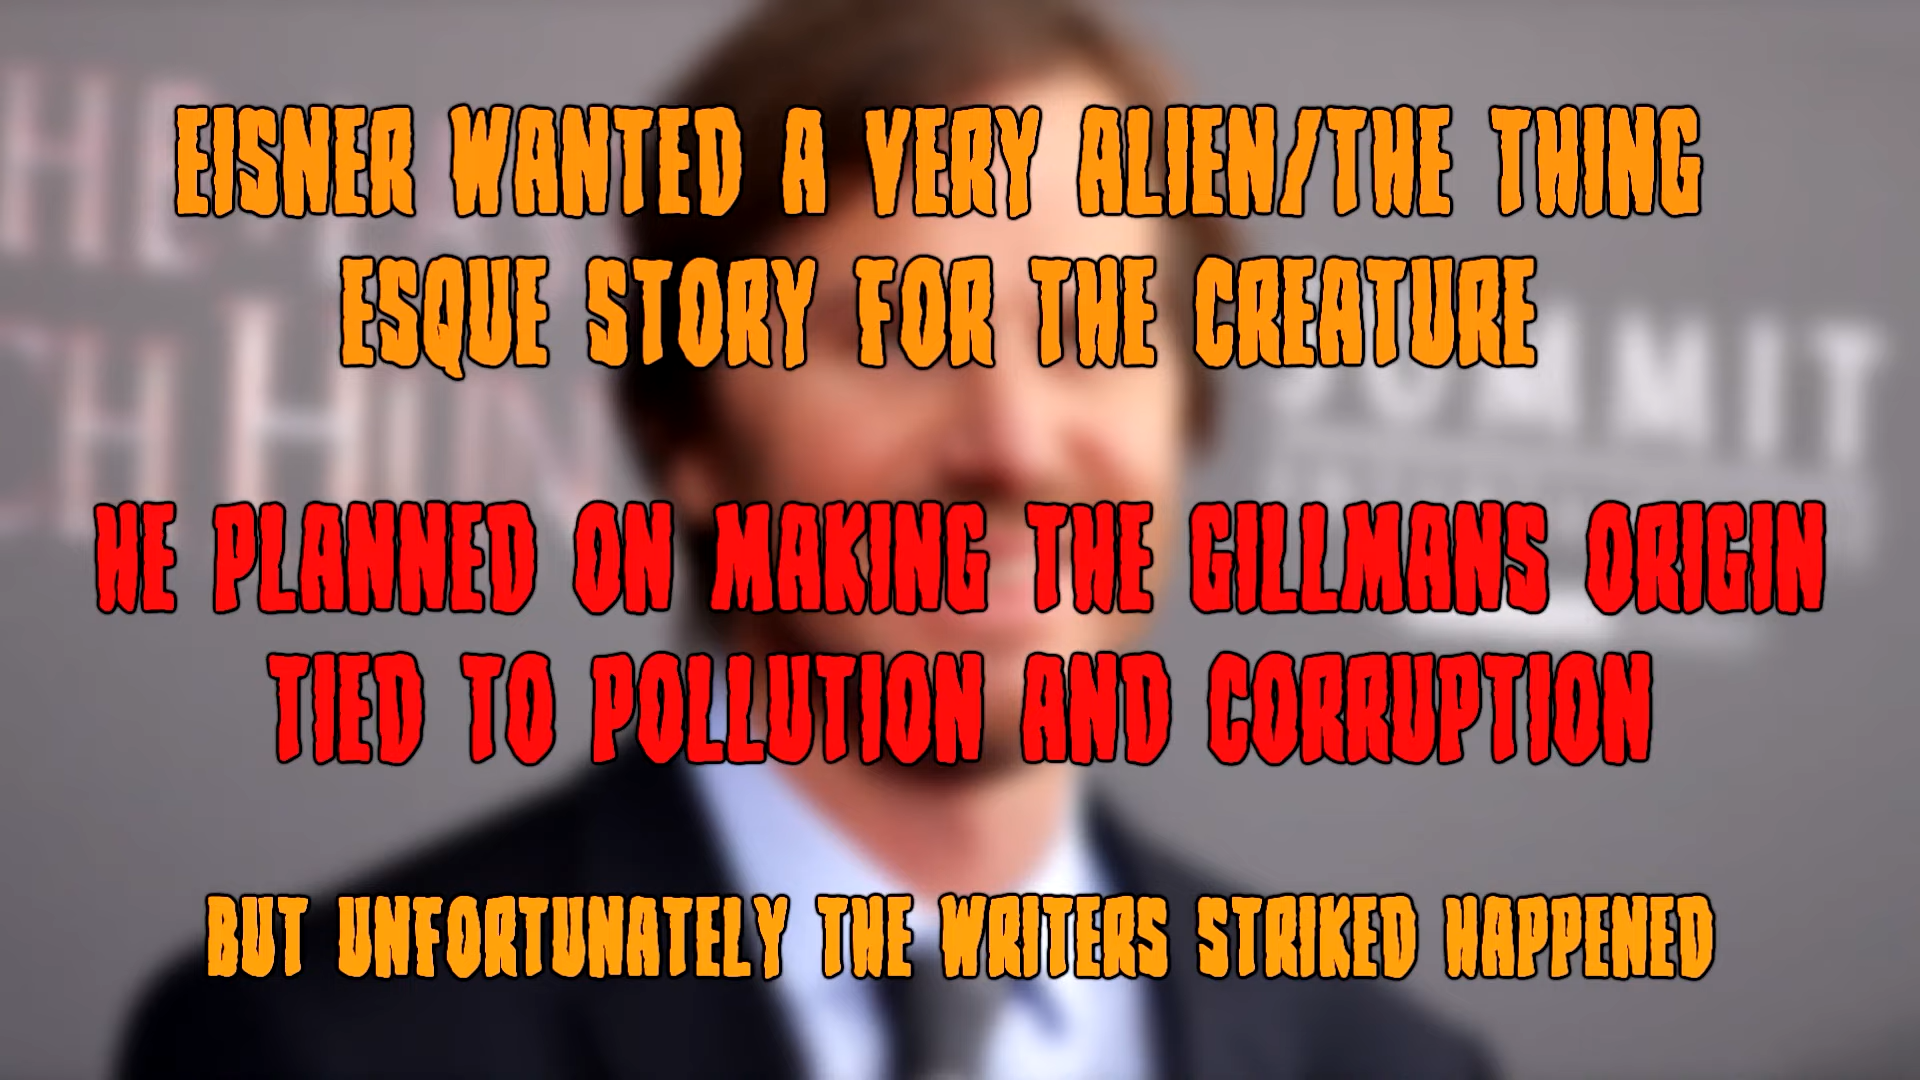 EISNER WANTED A VERY ALIEN/THE THING
ESQUE STORY FOR THE CREATURE
SUMMIT
HE PLANNED ON MAKING THE GILLMANS ORIGIN
TIED TO POLLUTION AND CORRUPTION
BUT UNFORTUNATELY THE WRITERS STRIKED HAPPENED